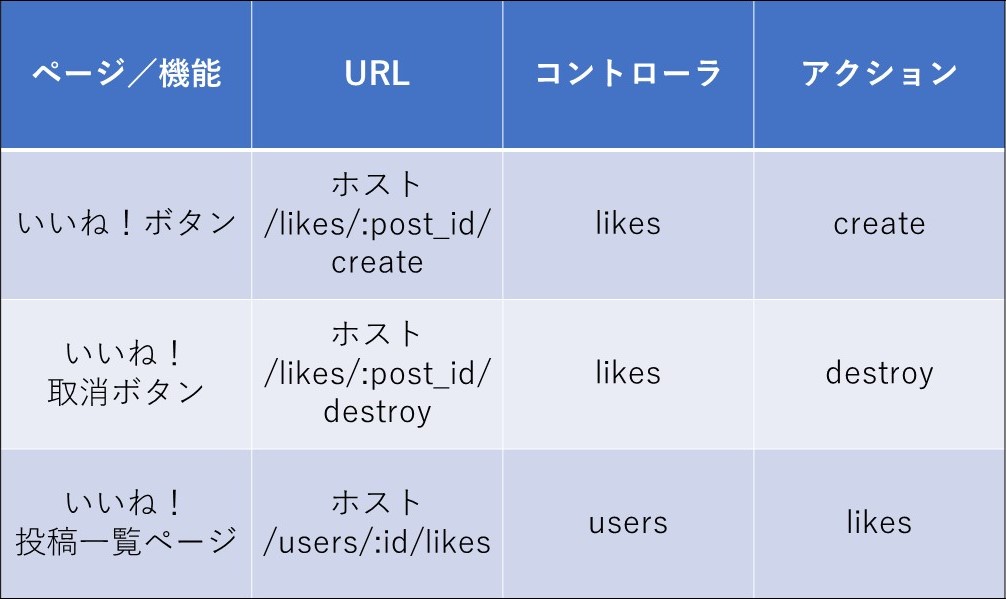 ページ／機能
URL
コントローラ
アクション
いいね！ボタン
ホスト
/likes/:post_id/
create
likes
create
いいね！
取消ボタン
ホスト
/likes/:post_id/
destroy
likes
destroy
いいね！
投稿一覧ページ
ホスト
/users/:id/likes
users
likes